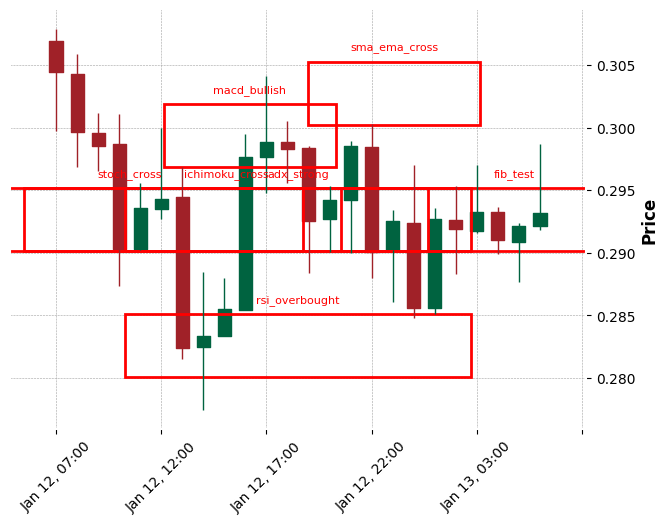 sma_ema_cross
macd_bullish
stoch_cross
ichimoku_cross
adx_strong
fib_test
rsi_overbought
0.305
0.300
0.295
0.290
0.285
0.280
Price
Jan 12, 07:00
Jan 12, 12:00
Jan 12, 17:00
Jan 12, 22:00
Jan 13, 03:00